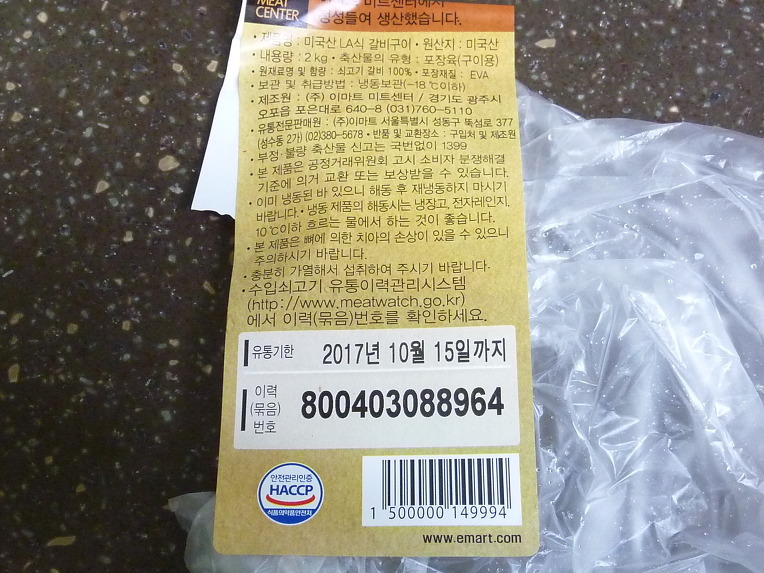 MEAT
CENTER
미트센터에서
정성들여 생산했습니다.
• 제품명 : 미국산 LA식 갈비구이 • 원산지 : 미국산
• 내용량 : 2 kg • 축산물의 유형 : 포장육(구이용)
• 원재료명 및 함량 : 쇠고기 갈비 100% • 포장재질 : EVA
• 보관 및 취급방법 : 냉동보관(-18 ℃이하)
• 제조원 : (주) 이마트 미트센터 / 경기도 광주시
오포읍 포은대로 640-8 (031)760-5110
• 유통전문판매원 : (주)이마트 서울특별시 성동구 뚝섬로 377
(성수동 2가) (02)380-5678 • 반품 및 교환장소 : 구입처 및 제조원
• 부정·불량 축산물 신고는 국번없이 1399
• 본 제품은 공정거래위원회 고시 소비자 분쟁해결
기준에 의거 교환 또는 보상받을 수 있습니다.
• 이미 냉동된 바 있으니 해동 후 재냉동하지 마시기
바랍니다. • 냉동 제품의 해동시는 냉장고, 전자레인지,
10 ℃이하 흐르는 물에서 하는 것이 좋습니다.
• 본 제품은 뼈에 의한 치아의 손상이 있을 수 있으니
주의하시기 바랍니다.
• 충분히 가열해서 섭취하여 주시기 바랍니다.
• 수입쇠고기 유통이력관리시스템
(http://www.meatwatch.go.kr)
에서 이력(묶음)번호를 확인하세요.
유통기한 2017년 10월 15일까지
이력
(묶음)
번호
800403088964
안전관리인증
HACCP
식품의약품안전처
1 500000 149994
www.emart.com